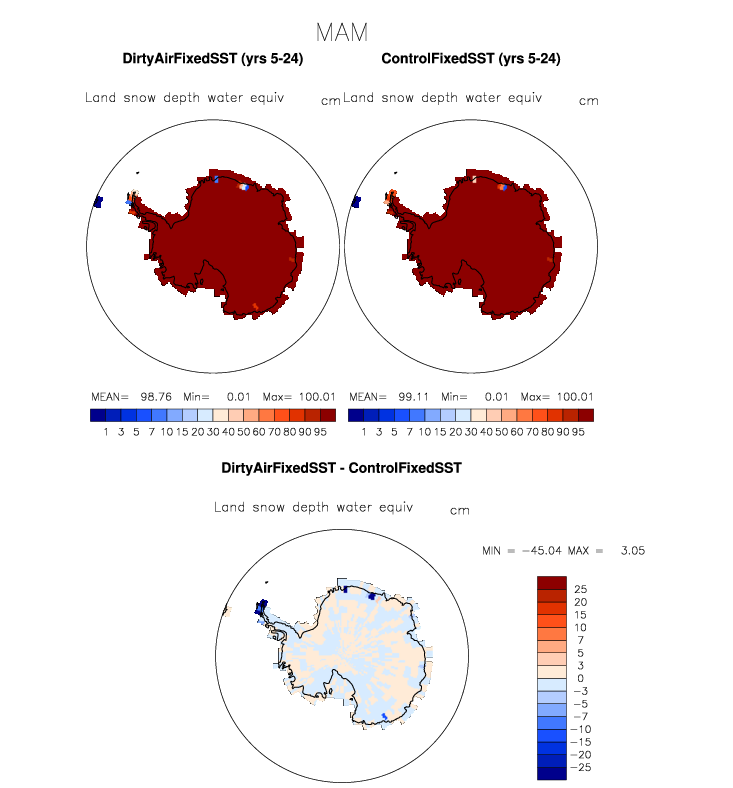 MAM
DirtyAirFixedSST (yrs 5-24) ControlFixedSST (yrs 5-24)
Land snow depth water equiv cm Land snow depth water equiv cm
MEAN= 98.76 Min= 0.01 Max= 100.01 MEAN= 99.11 Min= 0.01 Max= 100.01
1 3 5 7 10 15 20 30 40 50 60 70 80 90 95 1 3 5 7 10 15 20 30 40 50 60 70 80 90 95
DirtyAirFixedSST - ControlFixedSST
Land snow depth water equiv cm
MIN = -45.04 MAX = 3.05
25
20
15
10
7
5
3
0
-3
-5
-7
-10
-15
-20
-25